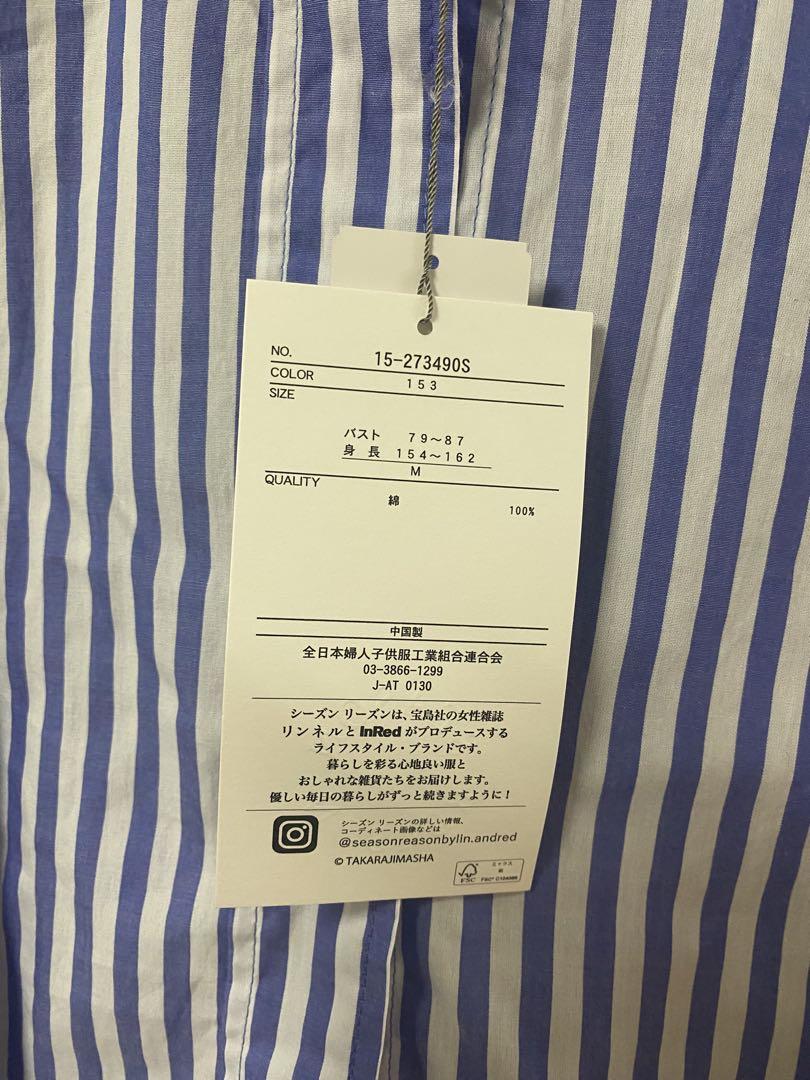 NO. 15-273490S
COLOR 153
SIZE
バスト 79～87
身長 154～162
M
QUALITY
綿 100%
中国製
全日本婦人子供服工業組合連合会
03-3866-1299
J-AT 0130
シーズン リーズンは、宝島社の女性雑誌
リンネルとInRedがプロデュースする
ライフスタイル・ブランドです。
暮らしを彩る心地良い服と
おしゃれな雑貨たちをお届けします。
優しい毎日の暮らしがずっと続きますように！
シーズン リーズンの詳しい情報、
コーディネート画像などは
@seasonreasonbylin.andred
© TAKARAJIMASHA
ミックス
紙
FSC